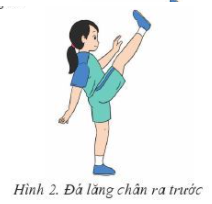 Hình 2. Đá lăng chân ra trước